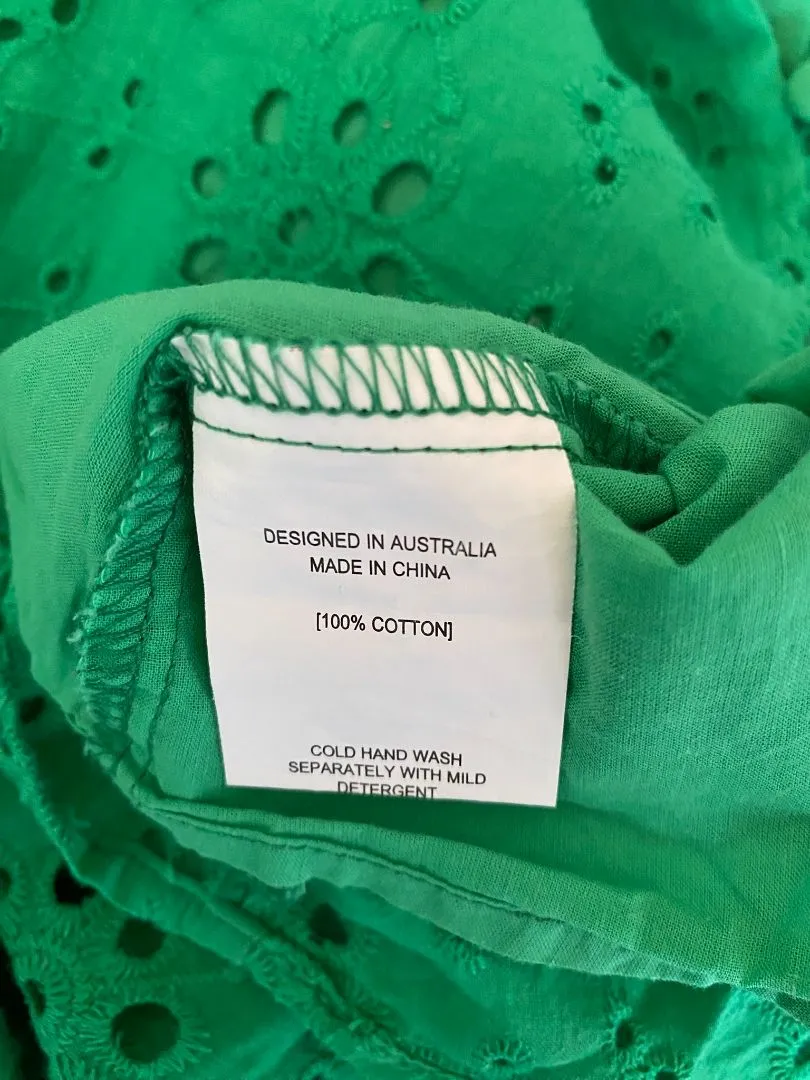 DESIGNED IN AUSTRALIA
MADE IN CHINA
[100% COTTON]
COLD HAND WASH
SEPARATELY WITH MILD
DETERGENT